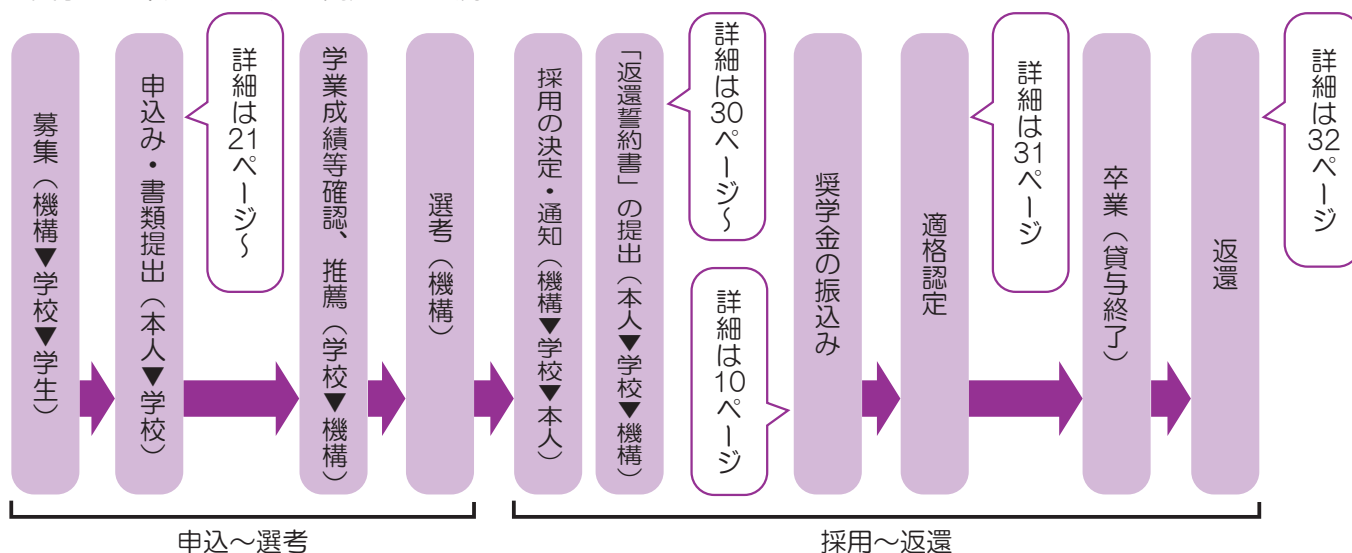 募集（機構▼学校▼学生）
申込み・書類提出（本人▼学校）
詳細は21ページ～
学業成績等確認、推薦（学校▼機構）
選考（機構）
採用の決定・通知（機構▼学校▼本人）
「返還誓約書」の提出（本人▼学校▼機構）
詳細は30ページ～
詳細は10ページ
奨学金の振込み
適格認定
詳細は31ページ
卒業（貸与終了）
返還
詳細は32ページ
申込～選考
採用～返還